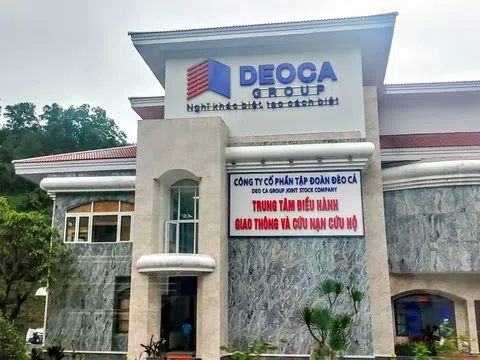 DEOCA
GROUP
Nghĩ khác biệt, tạo cách biệt
CÔNG TY CỔ PHẦN TẬP ĐOÀN ĐÈO CẢ
DEO CA GROUP JOINT STOCK COMPANY
TRUNG TÂM ĐIỀU HÀNH
GIAO THÔNG VÀ CỨU NẠN CỨU HỘ